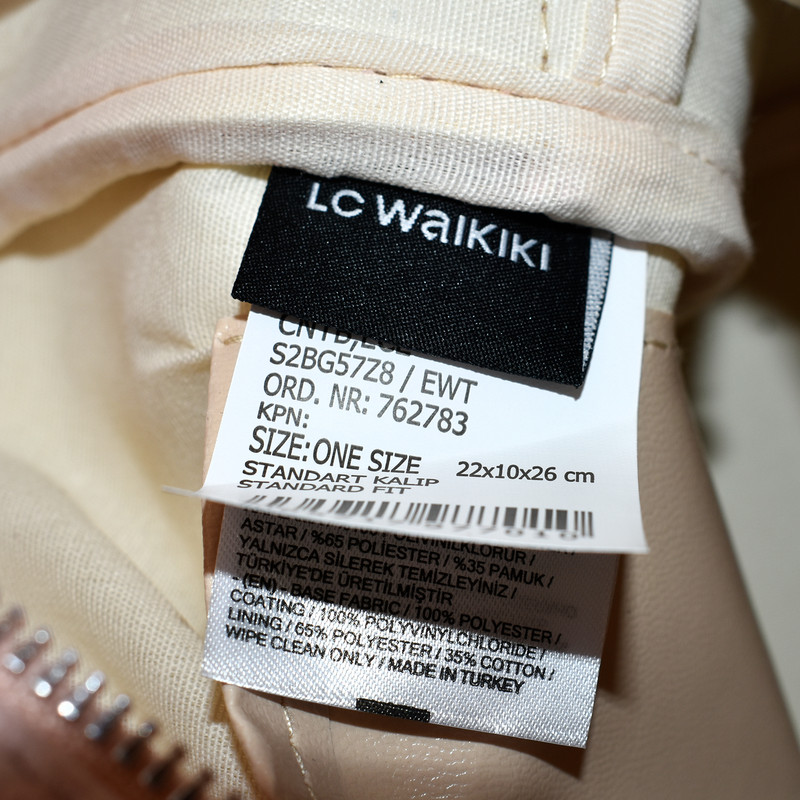 LC WAIKIKI
S2BG57Z8 / EWT
ORD. NR: 762783
KPN:
SIZE: ONE SIZE 22x10x26 cm
STANDART KALIP
STANDARD FIT
ASTAR / %65 POLİESTER / %35 PAMUK /
YALNIZCA SİLEREK TEMİZLEYİNİZ /
TÜRKİYE'DE ÜRETİLMİŞTİR
-(EN)- BASE FABRIC / 100% POLYESTER /
COATING / 100% POLYVINYLCHLORIDE /
LINING / 65% POLYESTER / 35% COTTON /
WIPE CLEAN ONLY / MADE IN TURKEY